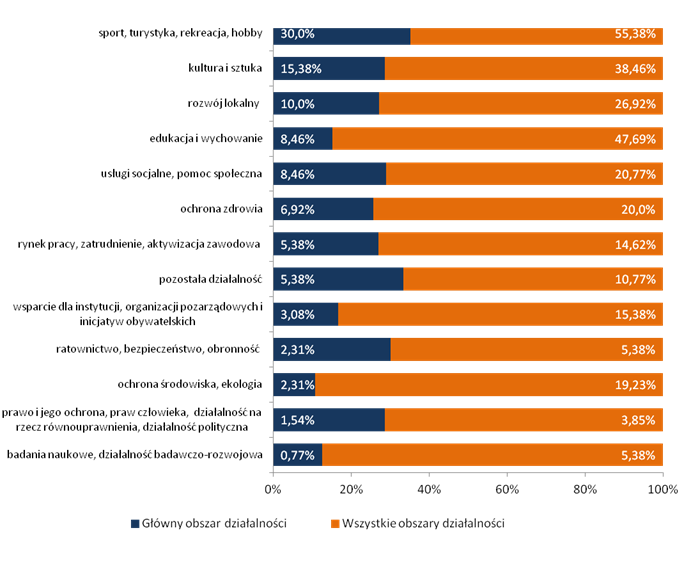 sport, turystyka, rekreacja, hobby 30,0% 55,38%
kultura i sztuka 15,38% 38,46%
rozwój lokalny 10,0% 26,92%
edukacja i wychowanie 8,46% 47,69%
usługi socjalne, pomoc społeczna 8,46% 20,77%
ochrona zdrowia 6,92% 20,0%
rynek pracy, zatrudnienie, aktywizacja zawodowa 5,38% 14,62%
pozostała działalność 5,38% 10,77%
wsparcie dla instytucji, organizacji pozarządowych i
inicjatyw obywatelskich 3,08% 15,38%
ratownictwo, bezpieczeństwo, obronność 2,31% 5,38%
ochrona środowiska, ekologia 2,31% 19,23%
prawo i jego ochrona, praw człowieka, działalność na
rzecz równouprawnienia, działalność polityczna 1,54% 3,85%
badania naukowe, działalność badawczo-rozwojowa 0,77% 5,38%
0% 20% 40% 60% 80% 100%
Główny obszar działalności Wszystkie obszary działalności